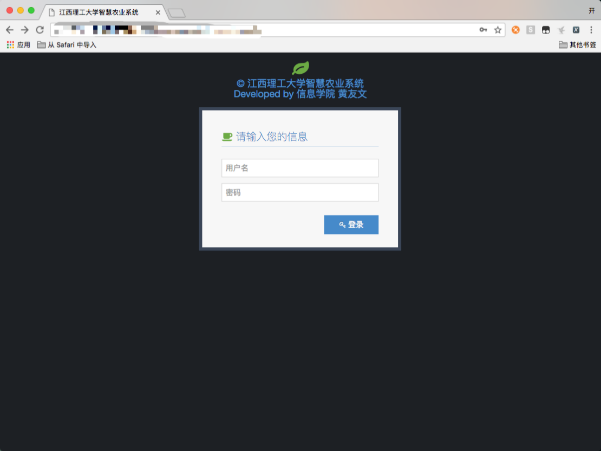 江西理工大学智慧农业系统
开
应用
从 Safari 中导入
其他书签
© 江西理工大学智慧农业系统
Developed by 信息学院 黄友文
请输入您的信息
用户名
密码
登录